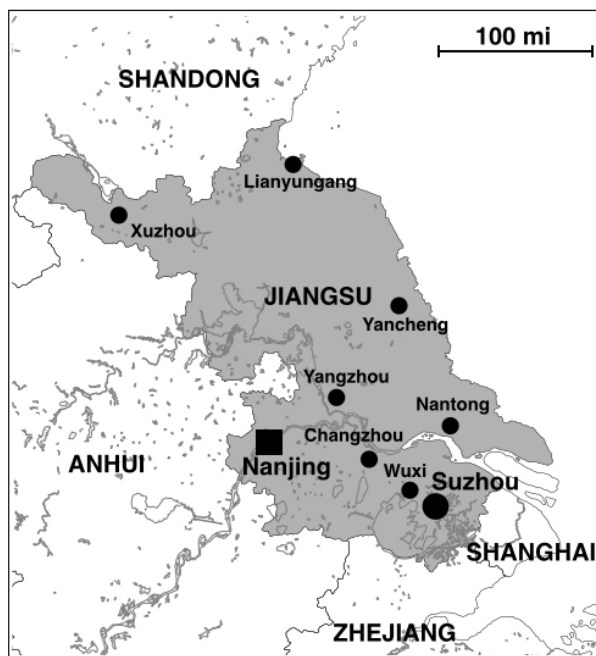 100 mi
SHANDONG
Lianyungang
Xuzhou
JIANGSU
Yancheng
Yangzhou
Nantong
Changzhou
ANHUI
Nanjing
Wuxi
Suzhou
SHANGHAI
ZHEJIANG